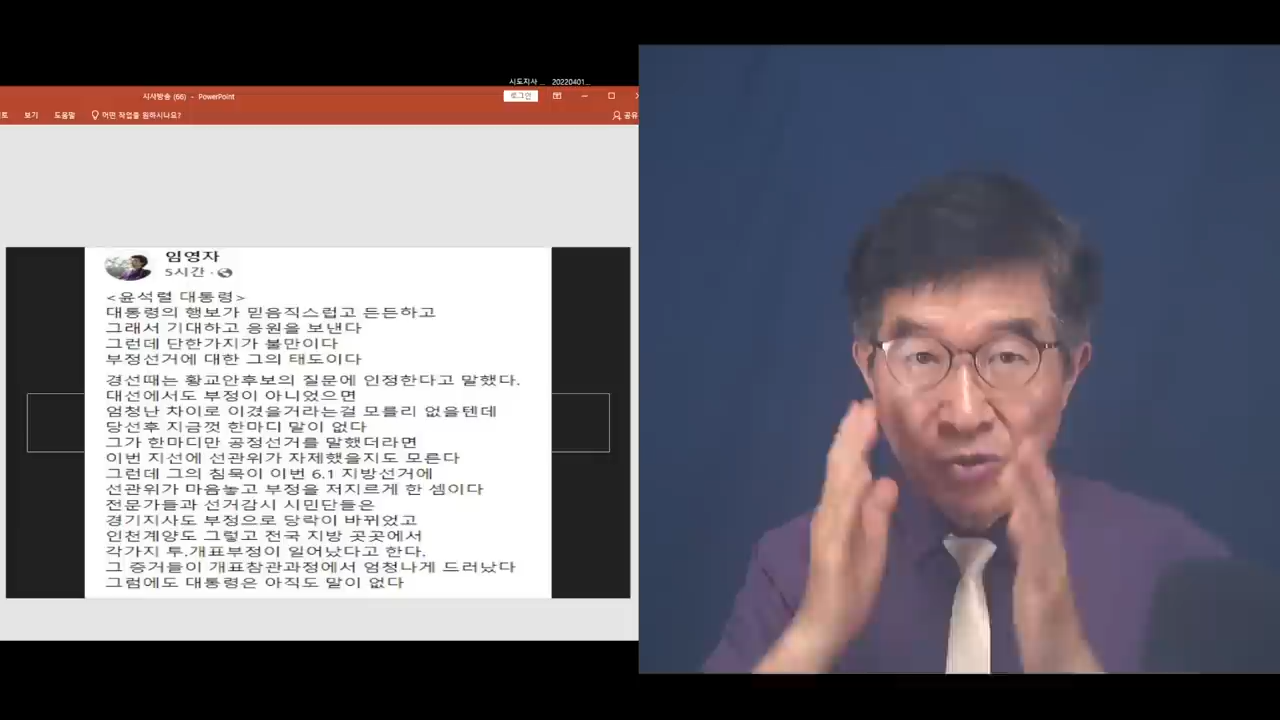 시도지사 ... 20220401...
시사방송 (66) - PowerPoint
로그인
트 보기 도움말 어떤 작업을 원하시나요?
공유
임영자
5시간 ·
<윤석렬 대통령>
대통령의 행보가 믿음직스럽고 든든하고
그래서 기대하고 응원을 보낸다
그런데 단한가지가 불만이다
부정선거에 대한 그의 태도이다
경선때는 황교안후보의 질문에 인정한다고 말했다.
대선에서도 부정이 아니었으면
엄청난 차이로 이겼을거라는걸 모를리 없을텐데
당선후 지금껏 한마디 말이 없다
그가 한마디만 공정선거를 말했더라면
이번 지선에 선관위가 자제했을지도 모른다
그런데 그의 침묵이 이번 6.1 지방선거에
선관위가 마음놓고 부정을 저지르게 한 셈이다
전문가들과 선거감시 시민단들은
경기지사도 부정으로 당락이 바뀌었고
인천계양도 그렇고 전국 지방 곳곳에서
각가지 투.개표부정이 일어났다고 한다.
그 증거들이 개표참관과정에서 엄청나게 드러났다
그럼에도 대통령은 아직도 말이 없다